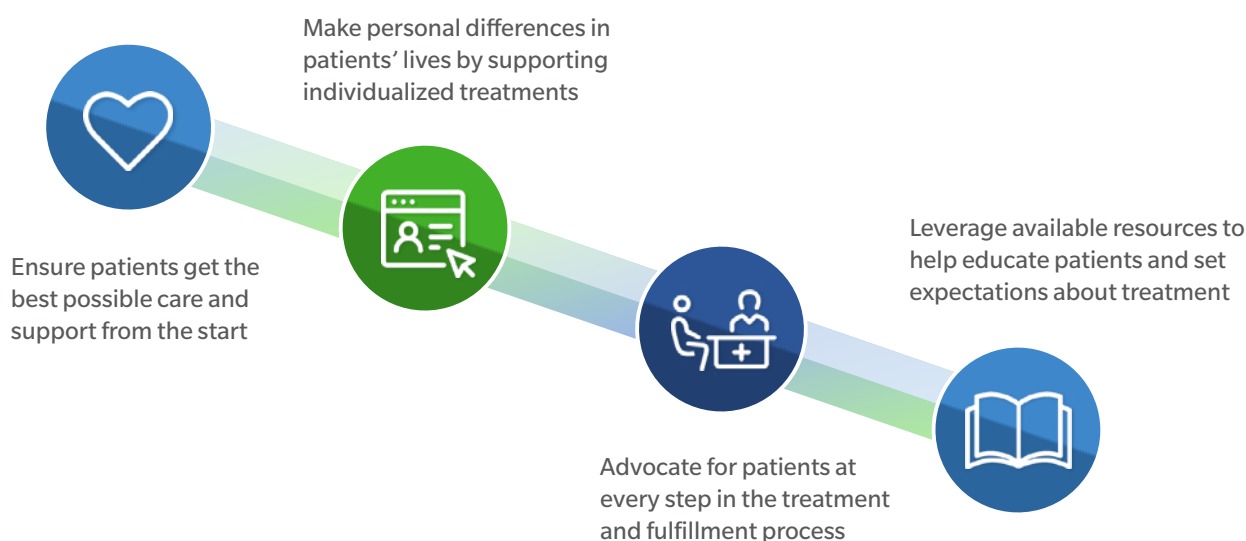 Make personal differences in
patients’ lives by supporting
individualized treatments
Ensure patients get the
best possible care and
support from the start
Leverage available resources to
help educate patients and set
expectations about treatment
Advocate for patients at
every step in the treatment
and fulfillment process